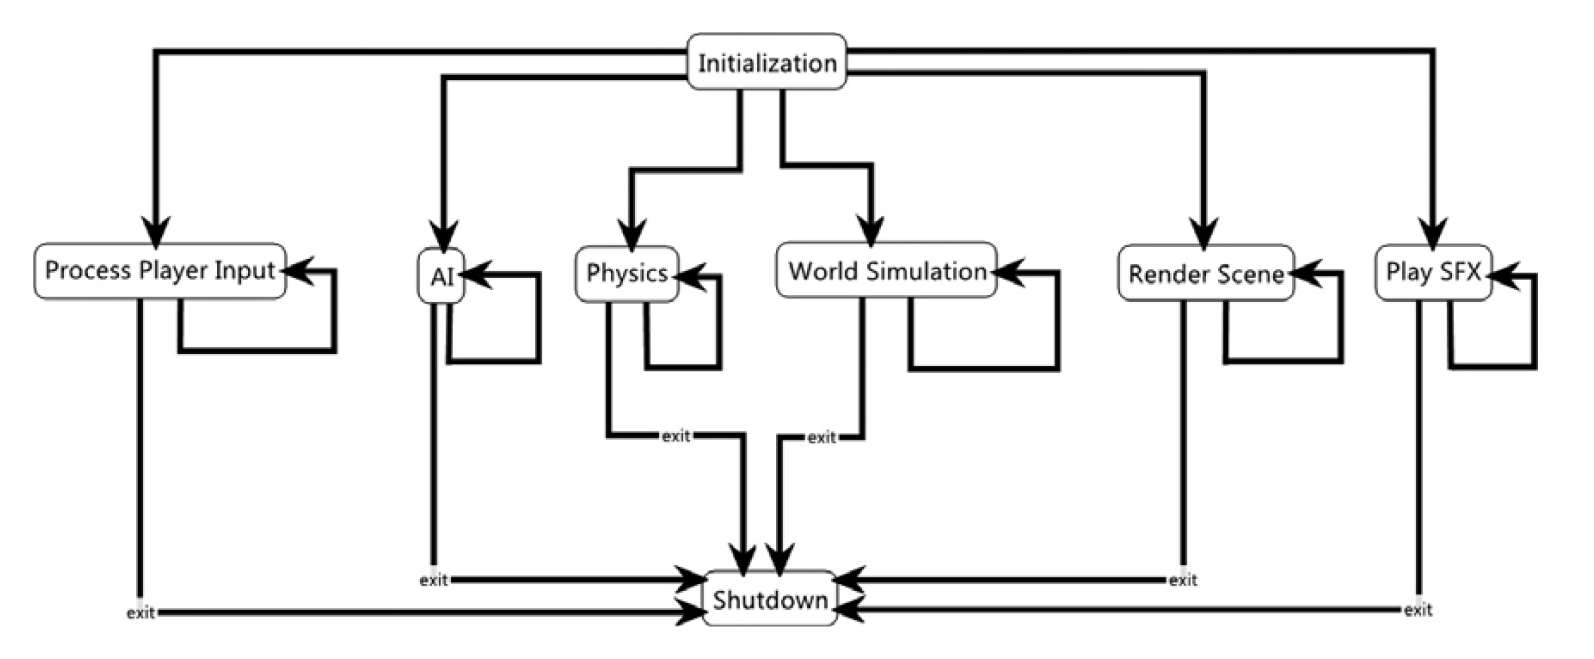 Initialization
Process Player Input
AI
Physics
World Simulation
Render Scene
Play SFX
exit
exit
exit
exit
exit
exit
Shutdown